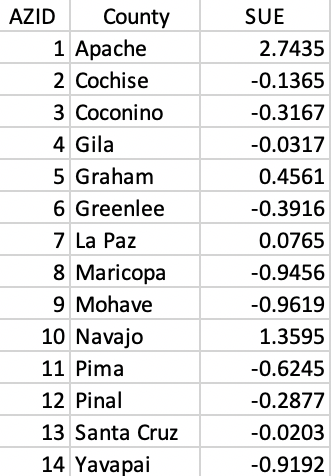 AZID County SUE
1 Apache 2.7435
2 Cochise -0.1365
3 Coconino -0.3167
4 Gila -0.0317
5 Graham 0.4561
6 Greenlee -0.3916
7 La Paz 0.0765
8 Maricopa -0.9456
9 Mohave -0.9619
10 Navajo 1.3595
11 Pima -0.6245
12 Pinal -0.2877
13 Santa Cruz -0.0203
14 Yavapai -0.9192